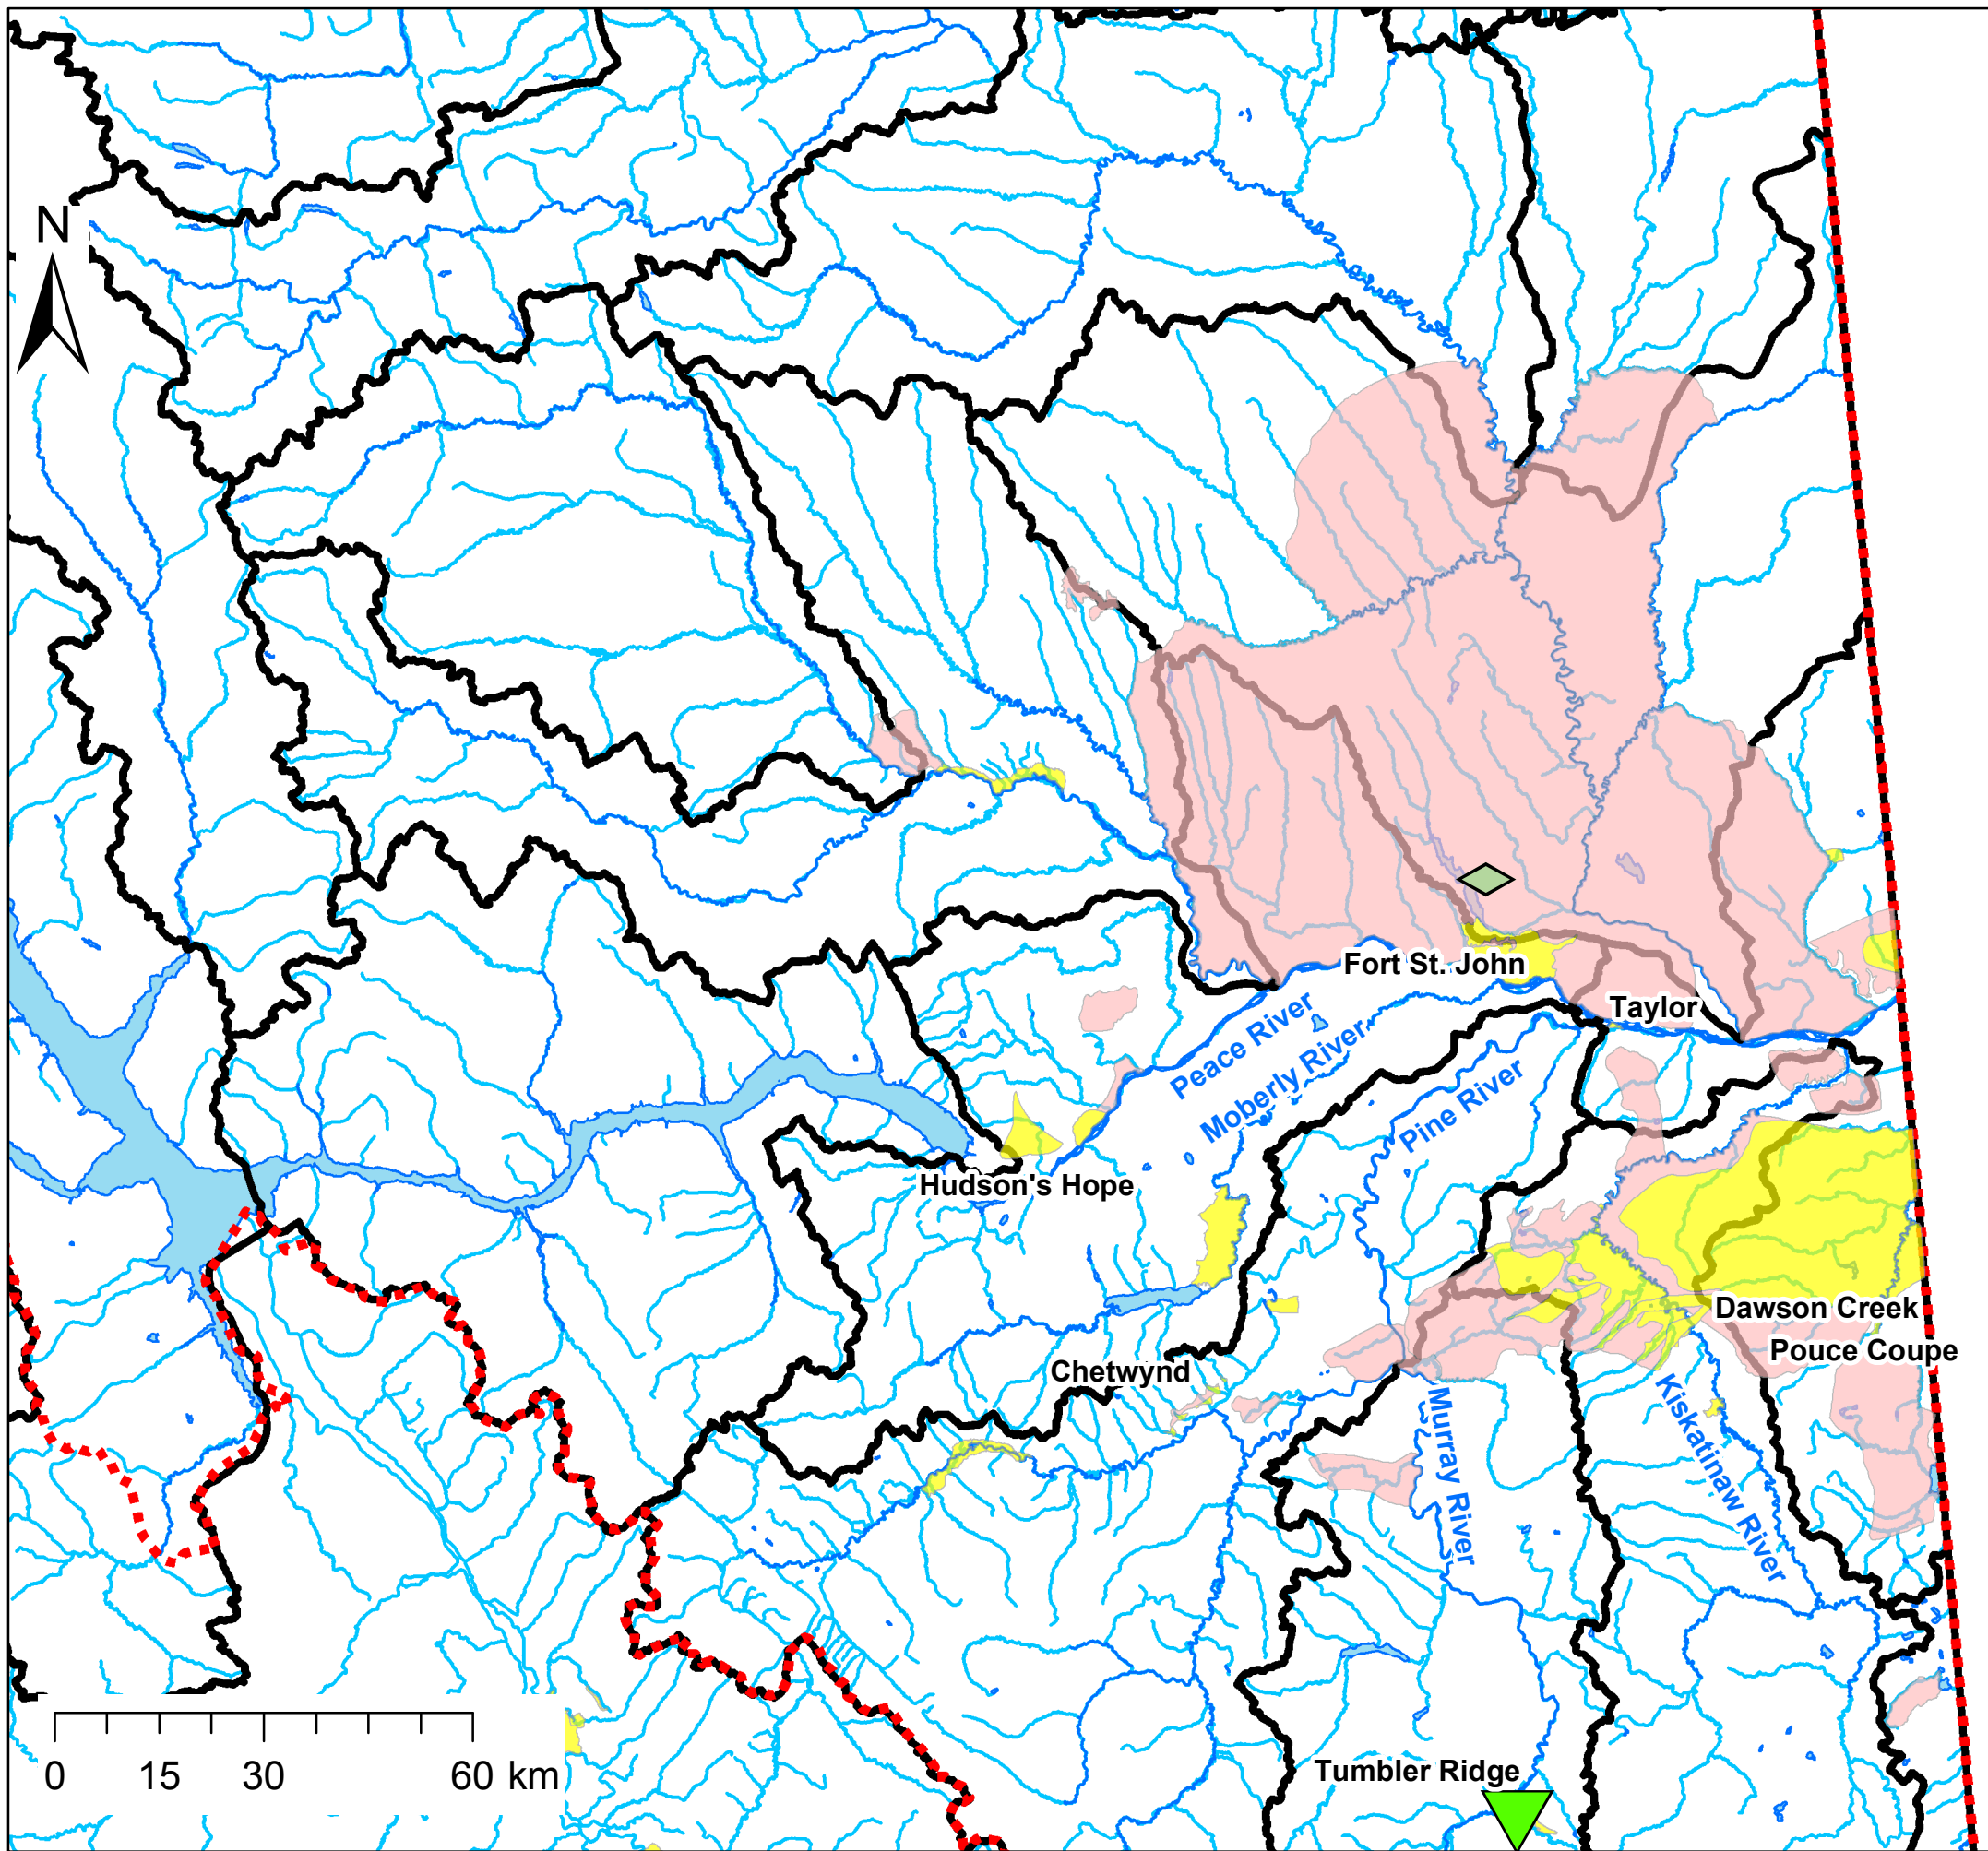 N
Fort St. John
Taylor
Peace River
Moberly River
Pine River
Hudson's Hope
Dawson Creek
Pouce Coupe
Chetwynd
Murray River
Kiskatinaw River
Tumbler Ridge
0 15 30 60 km